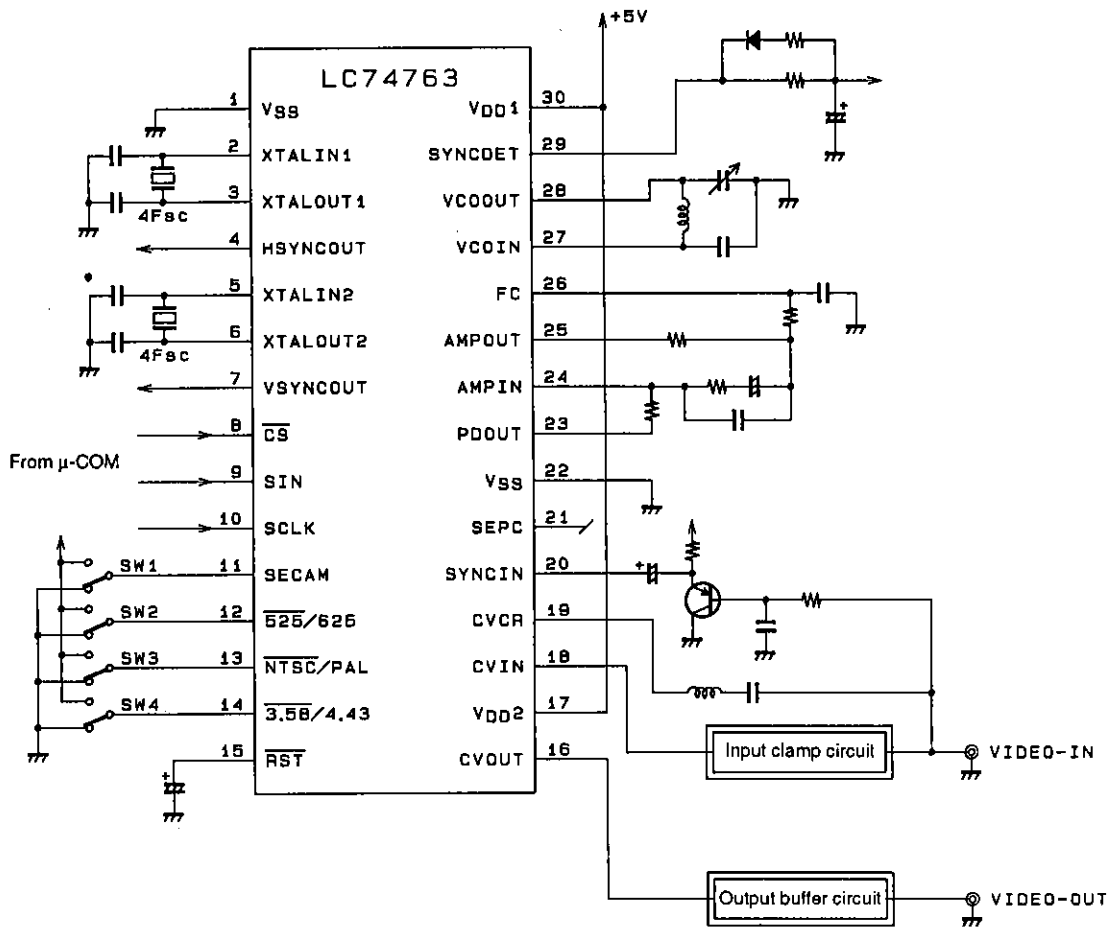 +5V
LC74763
1 VSS
2 XTALIN1
3 XTALOUT1
4Fsc
4 HSYNCOUT
5 XTALIN2
6 XTALOUT2
4Fsc
7 VSYNCOUT
8 CS
From μ-COM
9 SIN
10 SCLK
SW1 11 SECAM
SW2 12 525/625
SW3 13 NTSC/PAL
SW4 14 3.58/4.43
15 RST
VDD1 30
SYNCDET 29
VCOOUT 28
VCOIN 27
FC 26
AMPOUT 25
AMPIN 24
PDOUT 23
VSS 22
SEPC 21
SYNCIN 20
CVCR 19
CVIN 18
VDD2 17
CVOUT 16
Input clamp circuit
VIDEO-IN
Output buffer circuit
VIDEO-OUT